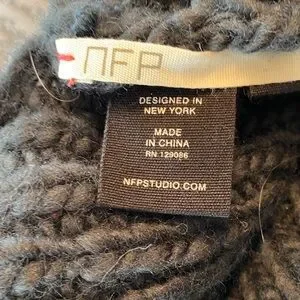 NFP
DESIGNED IN
NEW YORK
MADE
IN CHINA
RN 129086
NFPSTUDIO.COM